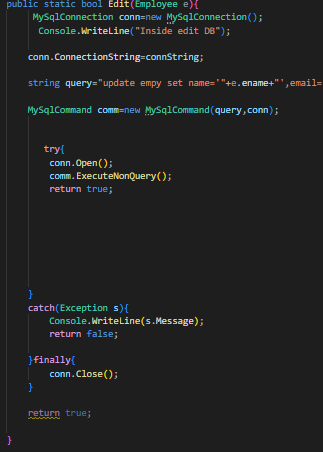 public static bool Edit(Employee e){
MySqlConnection conn=new MySqlConnection();
Console.WriteLine("Inside edit DB");
conn.ConnectionString=connString;
string query="update empy set name='"+e.ename+"',email=
MySqlCommand comm=new MySqlCommand(query,conn);
try{
conn.Open();
comm.ExecuteNonQuery();
return true;
}
catch(Exception s){
Console.WriteLine(s.Message);
return false;
}finally{
conn.Close();
}
return true;
}